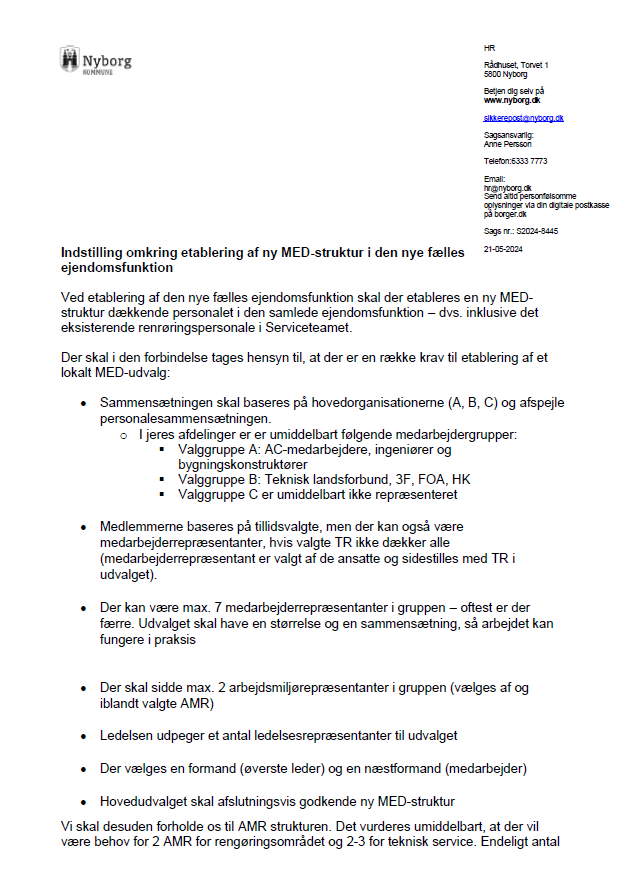 Nyborg
KOMMUNE
HR
Rådhuset, Torvet 1
5800 Nyborg
Betjen dig selv på
www.nyborg.dk
sikkerepost@nyborg.dk
Sagsansvarlig:
Anne Persson
Telefon:6333 7773
Email:
hr@nyborg.dk
Send altid personfølsomme
oplysninger via din digitale postkasse
på borger.dk
Sags nr.: S2024-8445
21-05-2024
Indstilling omkring etablering af ny MED-struktur i den nye fælles
ejendomsfunktion
Ved etablering af den nye fælles ejendomsfunktion skal der etableres en ny MED-
struktur dækkende personalet i den samlede ejendomsfunktion – dvs. inklusive det
eksisterende renrøringspersonale i Serviceteamet.
Der skal i den forbindelse tages hensyn til, at der er en række krav til etablering af et
lokalt MED-udvalg:
• Sammensætningen skal baseres på hovedorganisationerne (A, B, C) og afspejle
personalesammensætningen.
o I jeres afdelinger er er umiddelbart følgende medarbejdergrupper:
▪ Valggruppe A: AC-medarbejdere, ingeniører og
bygningskonstruktører
▪ Valggruppe B: Teknisk landsforbund, 3F, FOA, HK
▪ Valggruppe C er umiddelbart ikke repræsenteret
• Medlemmerne baseres på tillidsvalgte, men der kan også være
medarbejderrepræsentanter, hvis valgte TR ikke dækker alle
(medarbejderrepræsentant er valgt af de ansatte og sidestilles med TR i
udvalget).
• Der kan være max. 7 medarbejderrepræsentanter i gruppen – oftest er der
færre. Udvalget skal have en størrelse og en sammensætning, så arbejdet kan
fungere i praksis
• Der skal sidde max. 2 arbejdsmiljørepræsentanter i gruppen (vælges af og
iblandt valgte AMR)
• Ledelsen udpeger et antal ledelsesrepræsentanter til udvalget
• Der vælges en formand (øverste leder) og en næstformand (medarbejder)
• Hovedudvalget skal afslutningsvis godkende ny MED-struktur
Vi skal desuden forholde os til AMR strukturen. Det vurderes umiddelbart, at der vil
være behov for 2 AMR for rengøringsområdet og 2-3 for teknisk service. Endeligt antal